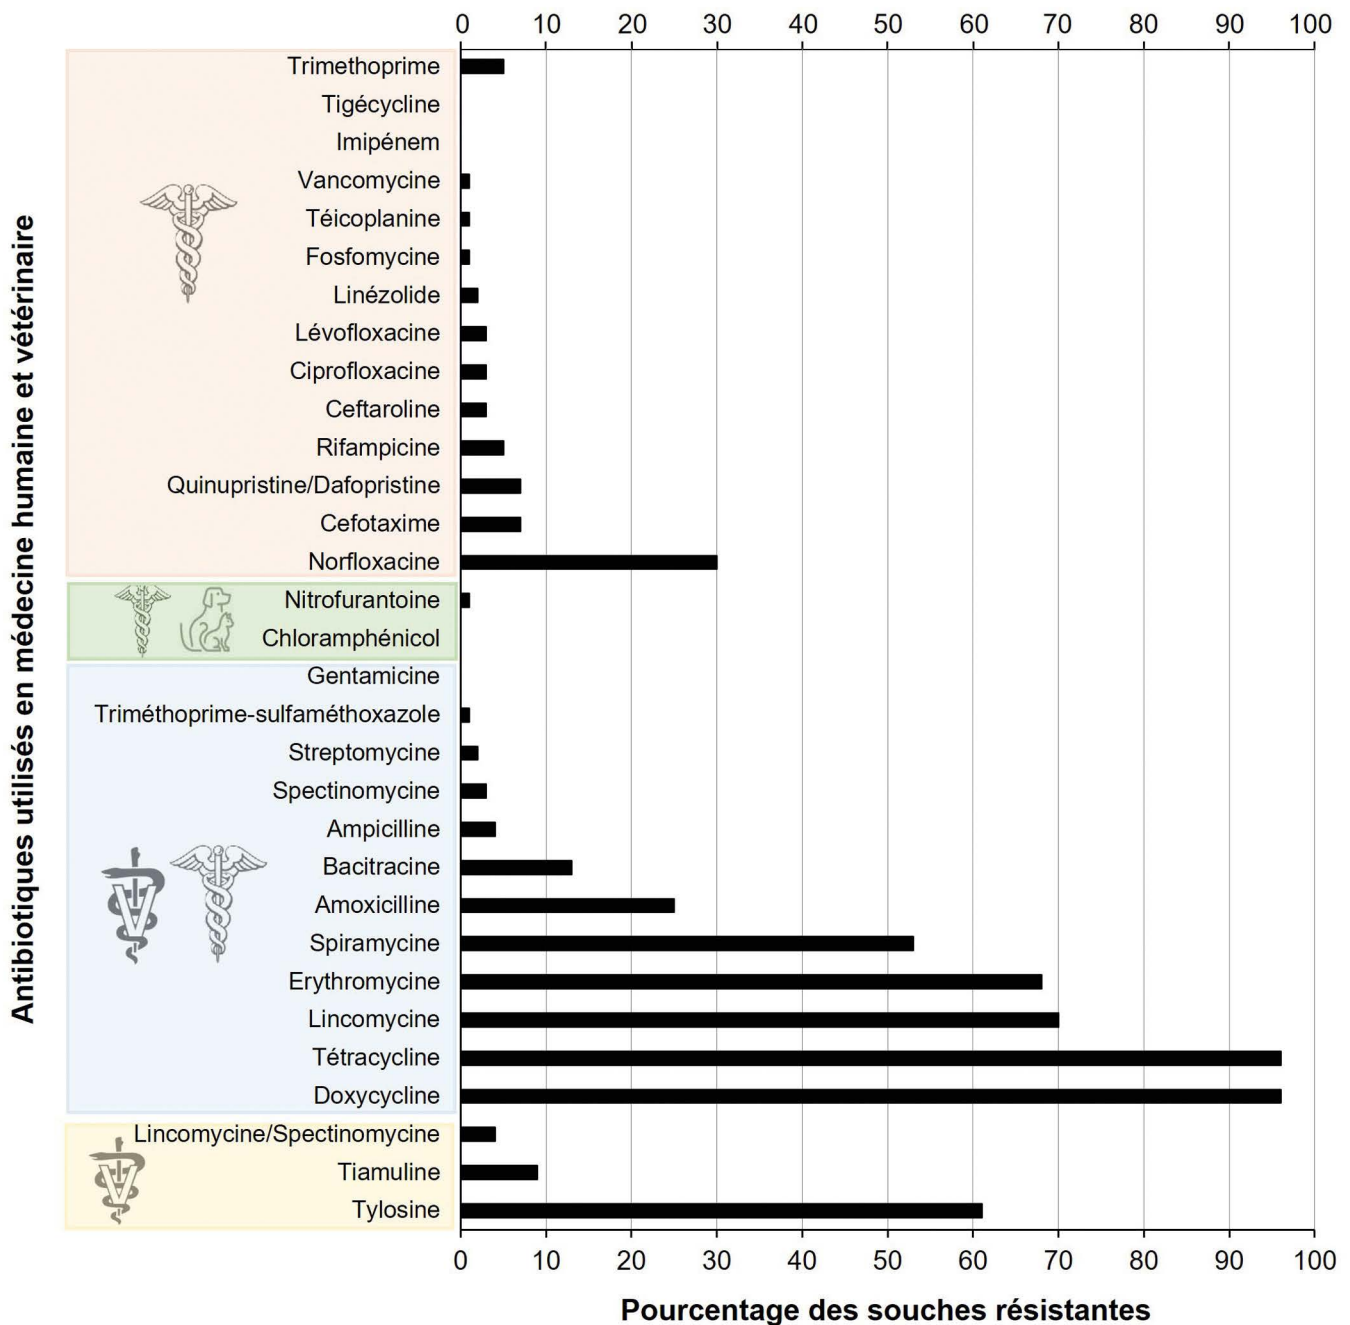 0 10 20 30 40 50 60 70 80 90 100
Antibiotiques utilisés en médecine humaine et vétérinaire
Trimethoprime
Tigécycline
Imipénem
Vancomycine
Téicoplanine
Fosfomycine
Linézolide
Lévofloxacine
Ciprofloxacine
Ceftaroline
Rifampicine
Quinupristine/Dafopristine
Cefotaxime
Norfloxacine
Nitrofurantoine
Chloramphénicol
Gentamicine
Triméthoprime-sulfaméthoxazole
Streptomycine
Spectinomycine
Ampicilline
Bacitracine
Amoxicilline
Spiramycine
Erythromycine
Lincomycine
Tétracycline
Doxycycline
Lincomycine/Spectinomycine
Tiamuline
Tylosine
V
V
0 10 20 30 40 50 60 70 80 90 100
Pourcentage des souches résistantes